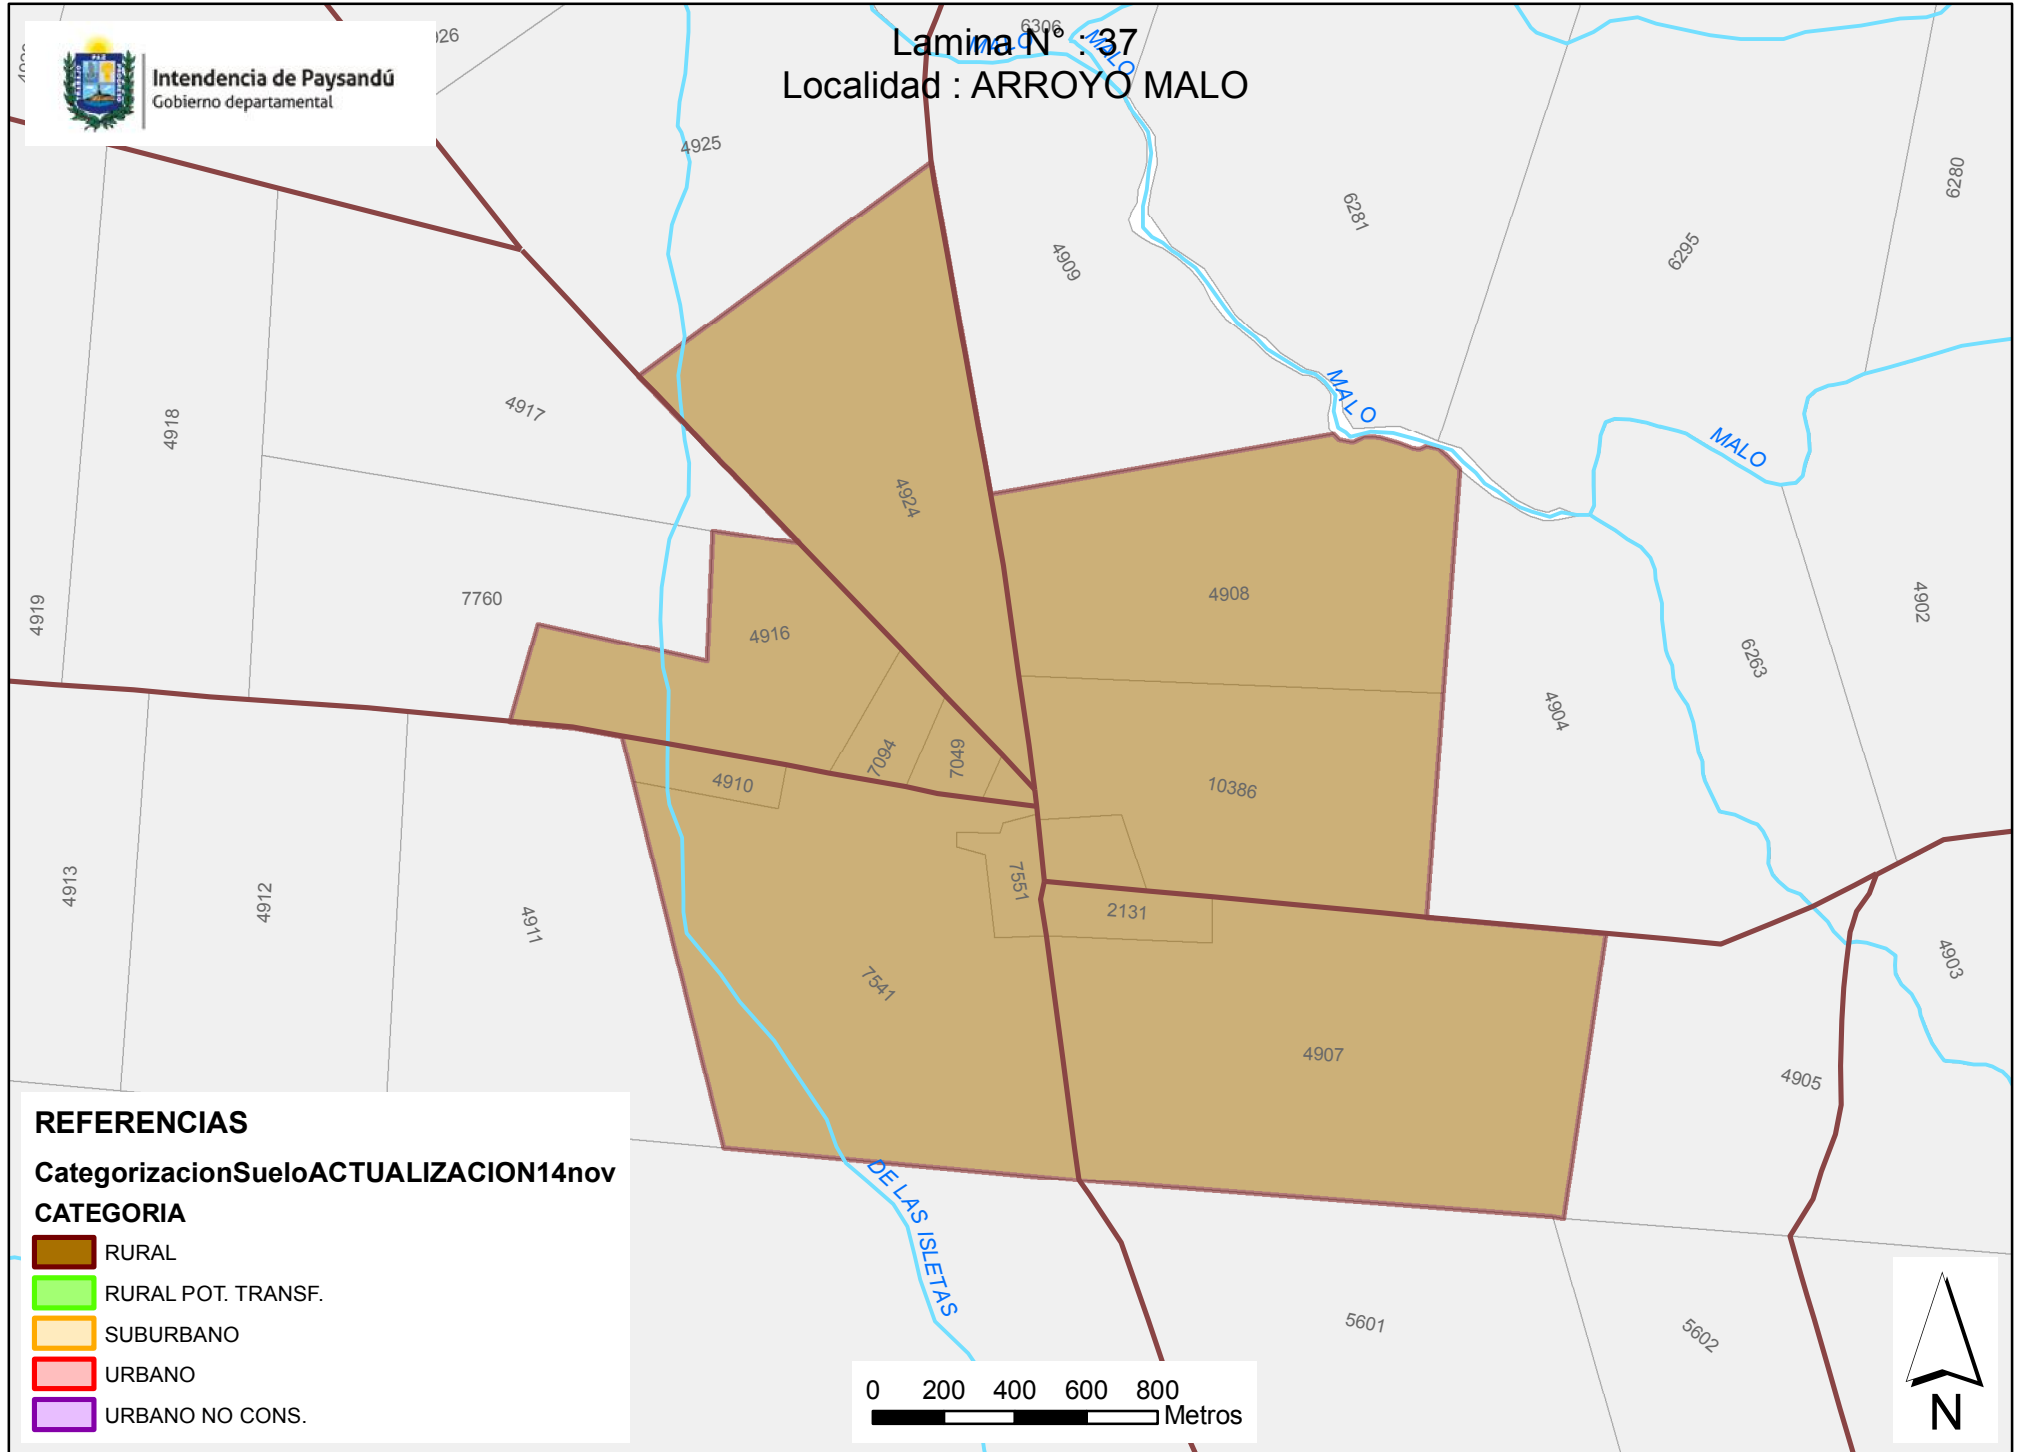 Lamina N° : 37
Localidad : ARROYO MALO
Intendencia de Paysandú
Gobierno departamental
6306
MALO
MALO
4925
6280
6281
6295
4909
4918
4917
MALO
MALO
4924
4919
7760
4916
4908
4902
6263
4904
7094
7049
4910
10386
4913
4912
4911
7551
2131
4903
7541
4907
4905
DE LAS ISLETAS
5601
5602
REFERENCIAS
CategorizacionSueloACTUALIZACION14nov
CATEGORIA
RURAL
RURAL POT. TRANSF.
SUBURBANO
URBANO
URBANO NO CONS.
0 200 400 600 800
Metros
N